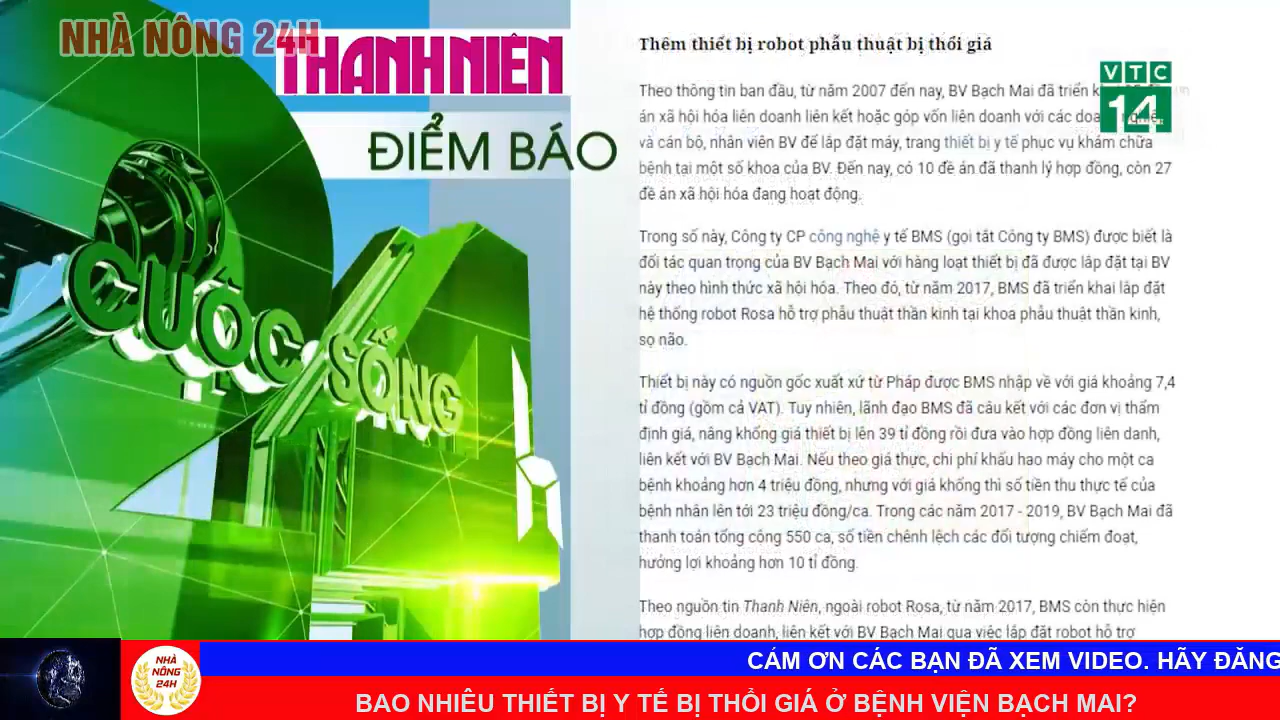 NHÀ NÔNG 24H
THANH NIÊN
ĐIỂM BÁO
CUỘC SỐNG
24h
VTC
14
Thêm thiết bị robot phẫu thuật bị thổi giá
Theo thông tin ban đầu, từ năm 2007 đến nay, BV Bạch Mai đã triển
án xã hội hóa liên doanh liên kết hoặc góp vốn liên doanh với các
và cán bộ, nhân viên BV để lắp đặt máy, trang thiết bị y tế phục vụ khám chữa
bệnh tại một số khoa của BV. Đến nay, có 10 đề án đã thanh lý hợp đồng, còn 27
đề án xã hội hóa đang hoạt động.
Trong số này, Công ty CP công nghệ y tế BMS (gọi tắt Công ty BMS) được biết là
đối tác quan trọng của BV Bạch Mai với hàng loạt thiết bị đã được lắp đặt tại BV
này theo hình thức xã hội hóa. Theo đó, từ năm 2017, BMS đã triển khai lắp đặt
hệ thống robot Rosa hỗ trợ phẫu thuật thần kinh tại khoa phẫu thuật thần kinh,
sọ não.
Thiết bị này có nguồn gốc xuất xứ từ Pháp được BMS nhập về với giá khoảng 7,4
tỉ đồng (gồm cả VAT). Tuy nhiên, lãnh đạo BMS đã câu kết với các đơn vị thẩm
định giá, nâng khống giá thiết bị lên 39 tỉ đồng rồi đưa vào hợp đồng liên danh,
liên kết với BV Bạch Mai. Nếu theo giá thực, chi phí khấu hao máy cho một ca
bệnh khoảng hơn 4 triệu đồng, nhưng với giá khống thì số tiền thu thực tế của
bệnh nhân lên tới 23 triệu đồng/ca. Trong các năm 2017 - 2019, BV Bạch Mai đã
thanh toán tổng cộng 550 ca, số tiền chênh lệch các đối tượng chiếm đoạt,
hưởng lợi khoảng hơn 10 tỉ đồng.
Theo nguồn tin Thanh Niên, ngoài robot Rosa, từ năm 2017, BMS còn thực hiện
hợp đồng liên doanh, liên kết với BV Bạch Mai qua việc lắp đặt robot hỗ trợ
CÁM ƠN CÁC BẠN ĐÃ XEM VIDEO. HÃY ĐĂNG
NHÀ
NÔNG
24H
BAO NHIÊU THIẾT BỊ Y TẾ BỊ THỔI GIÁ Ở BỆNH VIỆN BẠCH MAI?